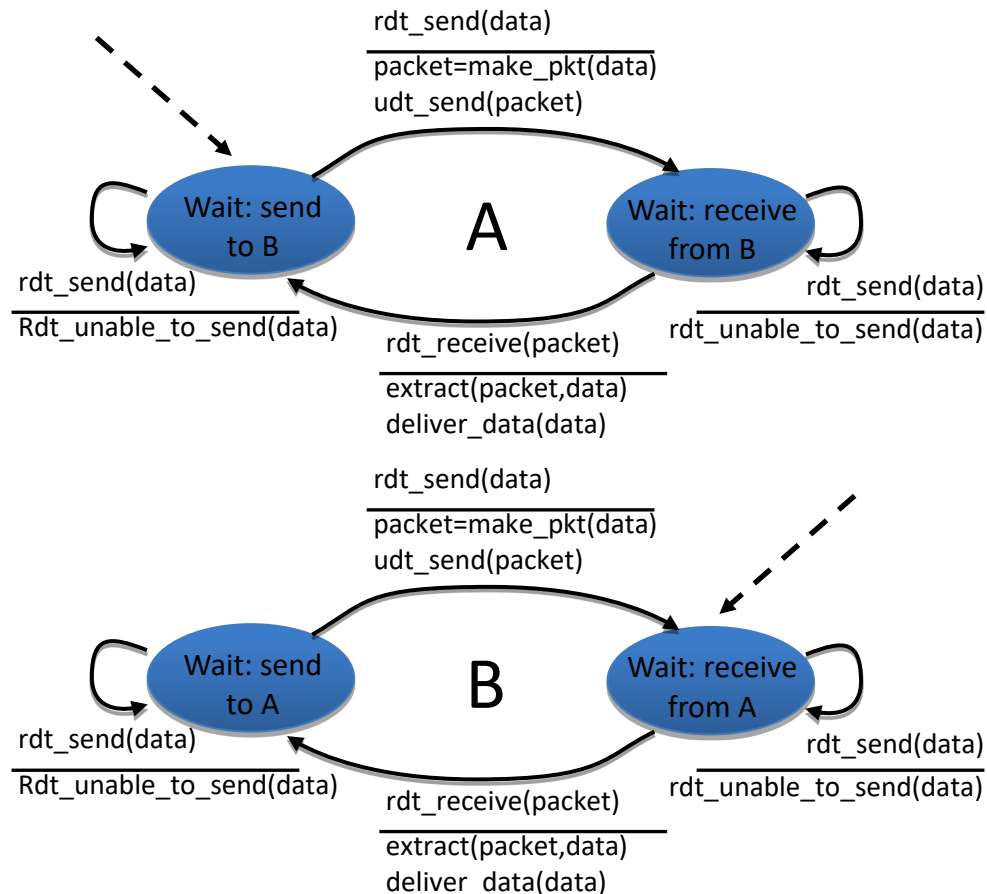 rdt_send(data)
packet=make_pkt(data)
udt_send(packet)
Wait: send
to B
A
Wait: receive
from B
rdt_send(data)
Rdt_unable_to_send(data)
rdt_send(data)
rdt_unable_to_send(data)
rdt_receive(packet)
extract(packet,data)
deliver_data(data)
rdt_send(data)
packet=make_pkt(data)
udt_send(packet)
Wait: send
to A
B
Wait: receive
from A
rdt_send(data)
Rdt_unable_to_send(data)
rdt_send(data)
rdt_unable_to_send(data)
rdt_receive(packet)
extract(packet,data)
deliver_data(data)